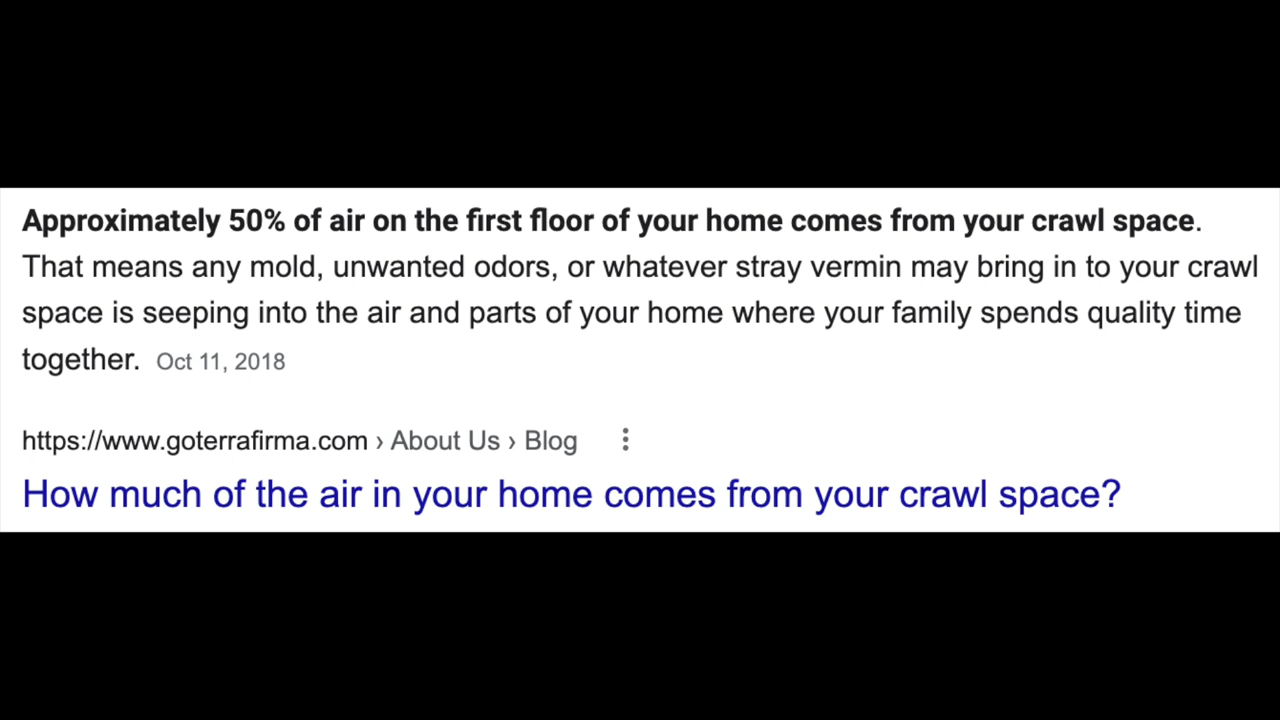 Approximately 50% of air on the first floor of your home comes from your crawl space.
That means any mold, unwanted odors, or whatever stray vermin may bring in to your crawl
space is seeping into the air and parts of your home where your family spends quality time
together. Oct 11, 2018
https://www.goterrafirma.com › About Us › Blog
How much of the air in your home comes from your crawl space?